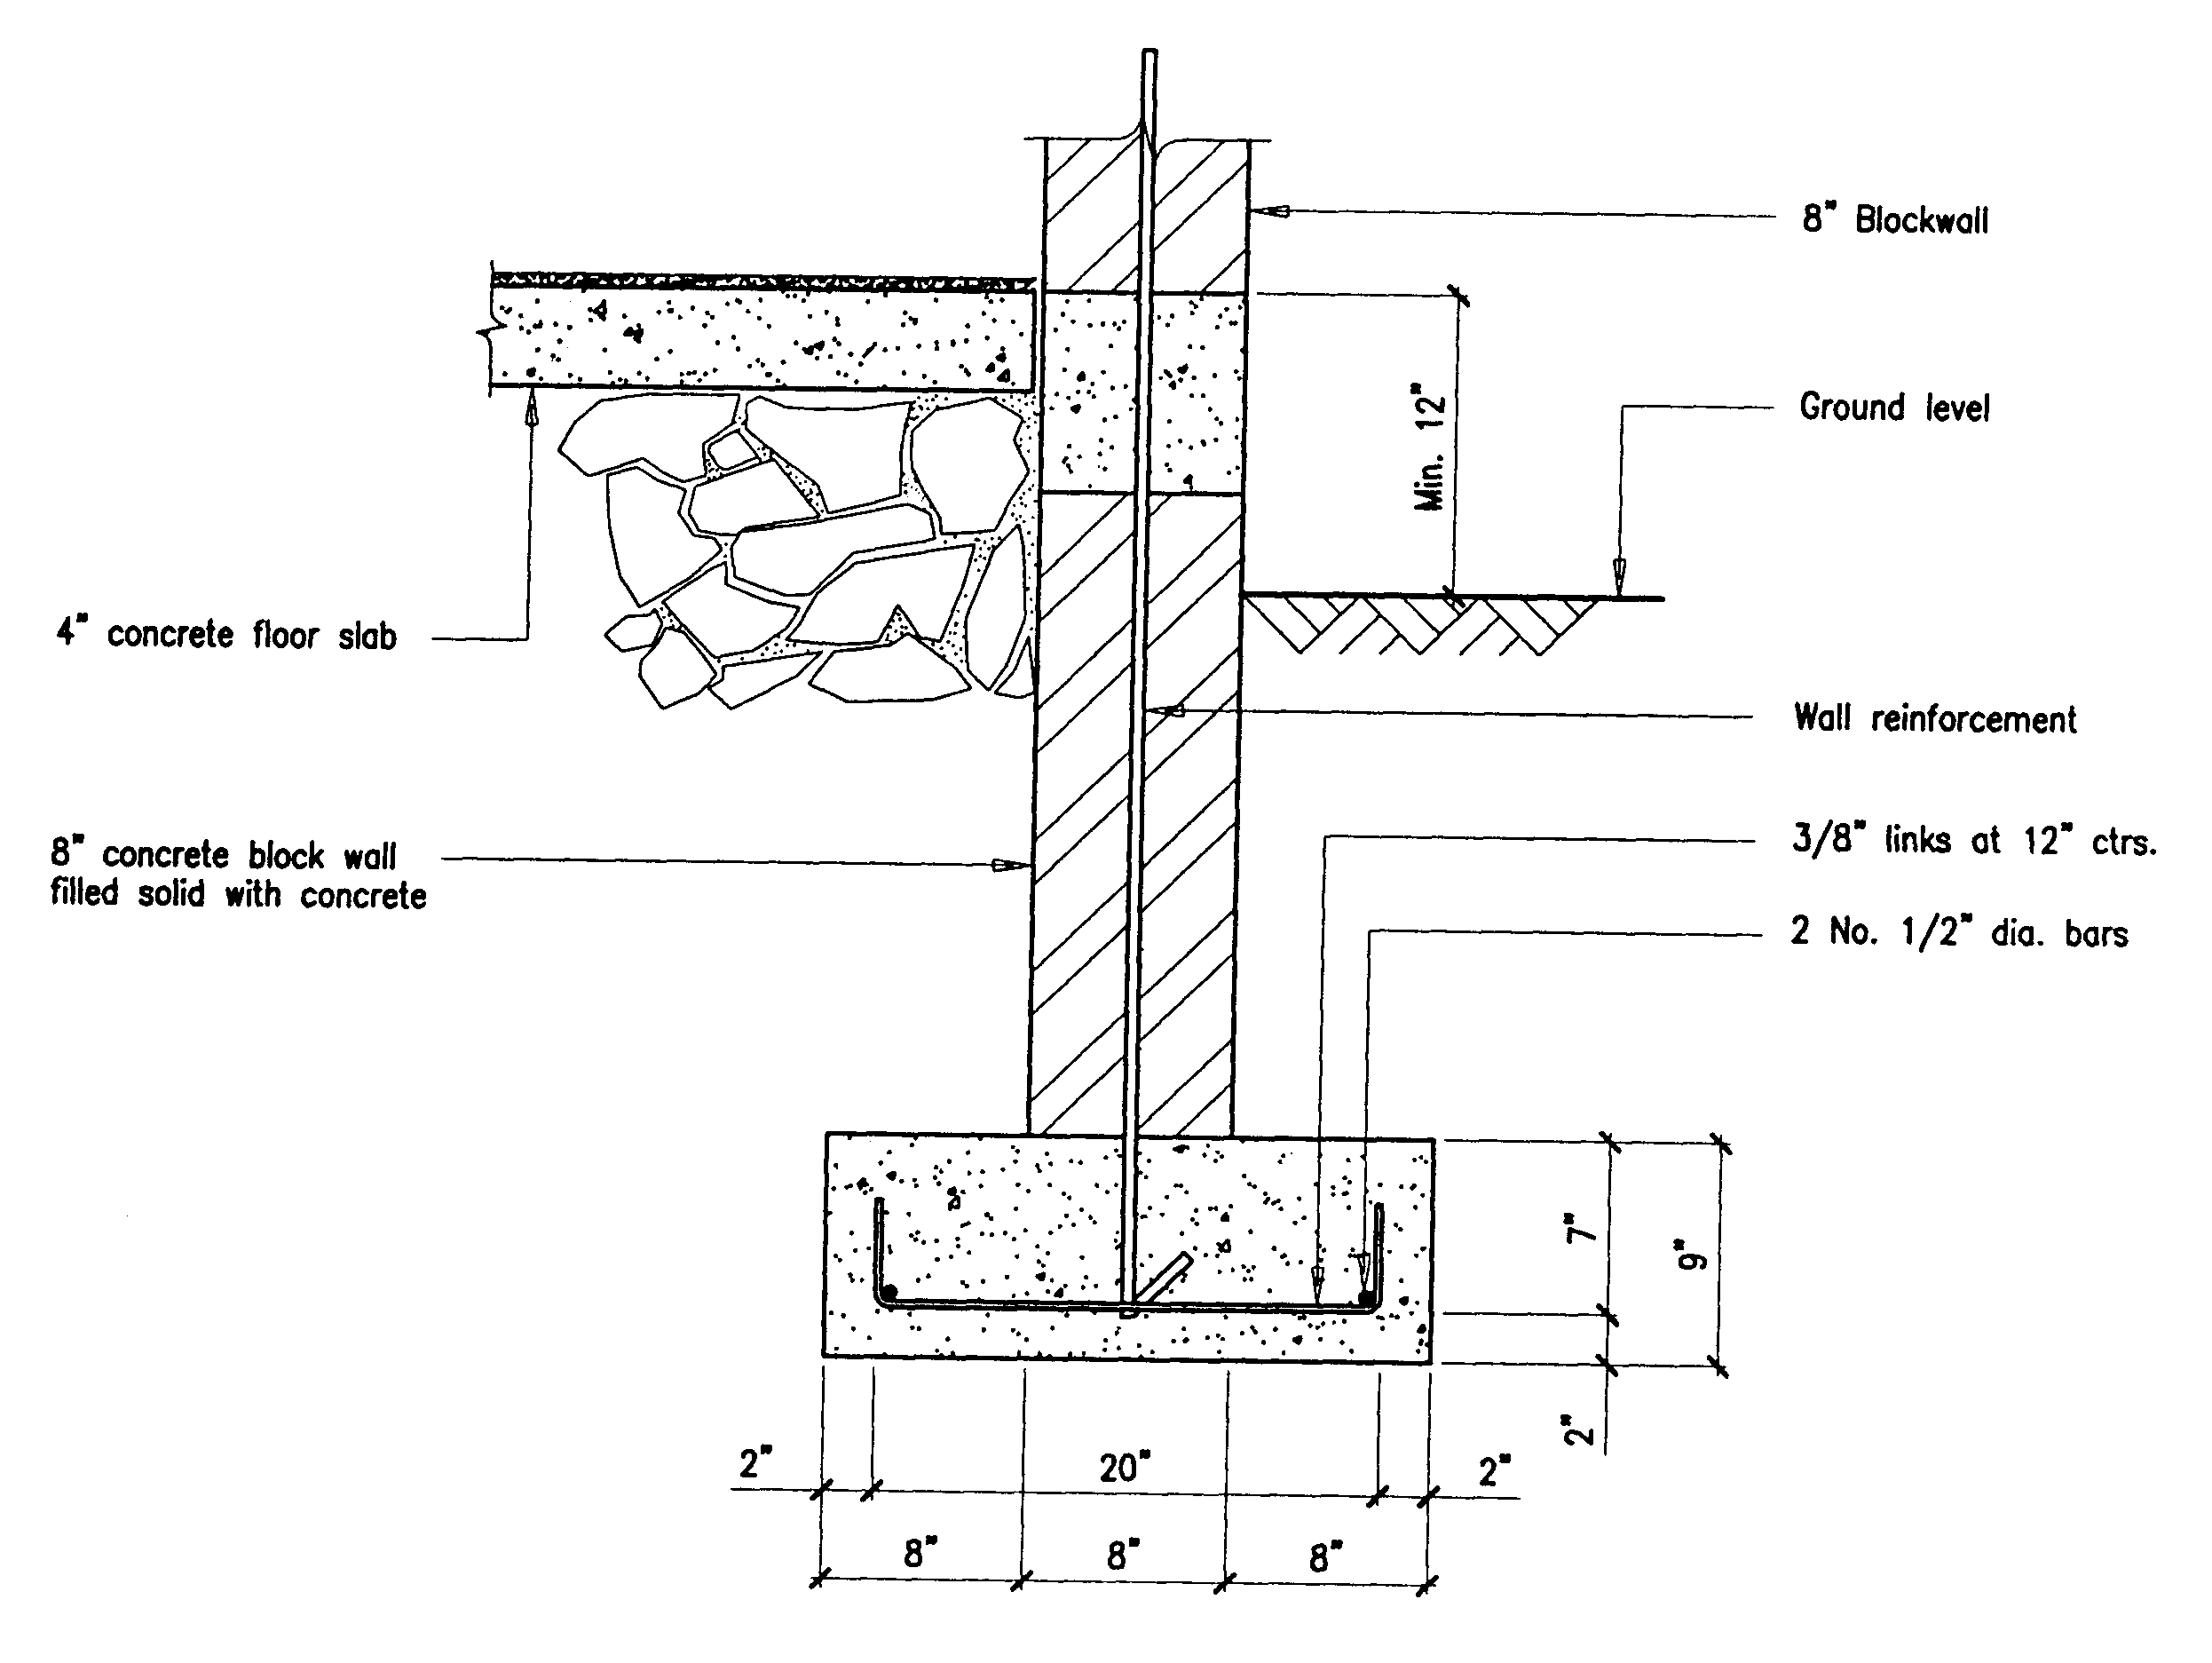 8" Blockwall
Min. 12"
Ground level
4" concrete floor slab
Wall reinforcement
3/8" links at 12" ctrs.
8" concrete block wall
filled solid with concrete
2 No. 1/2" dia. bars
7"
9"
2"
2"
20"
2"
8"
8"
8"